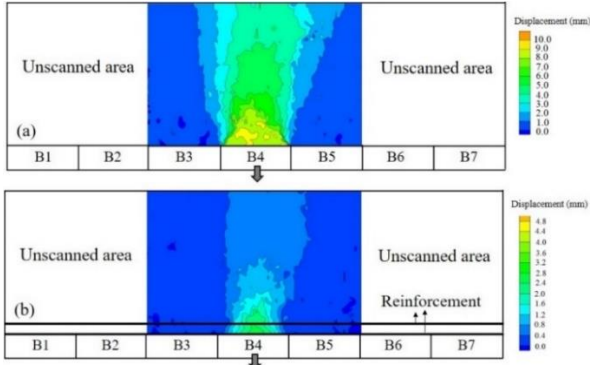 Displacement (mm)
10.0
9.0
8.0
7.0
6.0
5.0
4.0
3.0
2.0
1.0
0.0
Unscanned area
Unscanned area
(a)
B1 B2 B3 B4 B5 B6 B7
Displacement (mm)
4.8
4.4
4.0
3.6
3.2
2.8
2.4
2.0
1.6
1.2
0.8
0.4
0.0
Unscanned area
Unscanned area
Reinforcement
(b)
B1 B2 B3 B4 B5 B6 B7